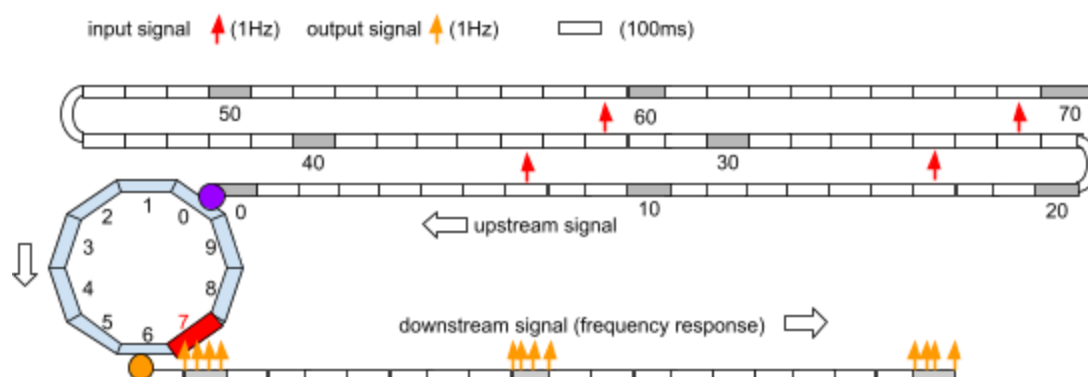 input signal (1Hz) output signal (1Hz) (100ms)
50 60 70
40 30
0 10 20
upstream signal
0
1
2
3
4
5
6
7
8
9
downstream signal (frequency response)